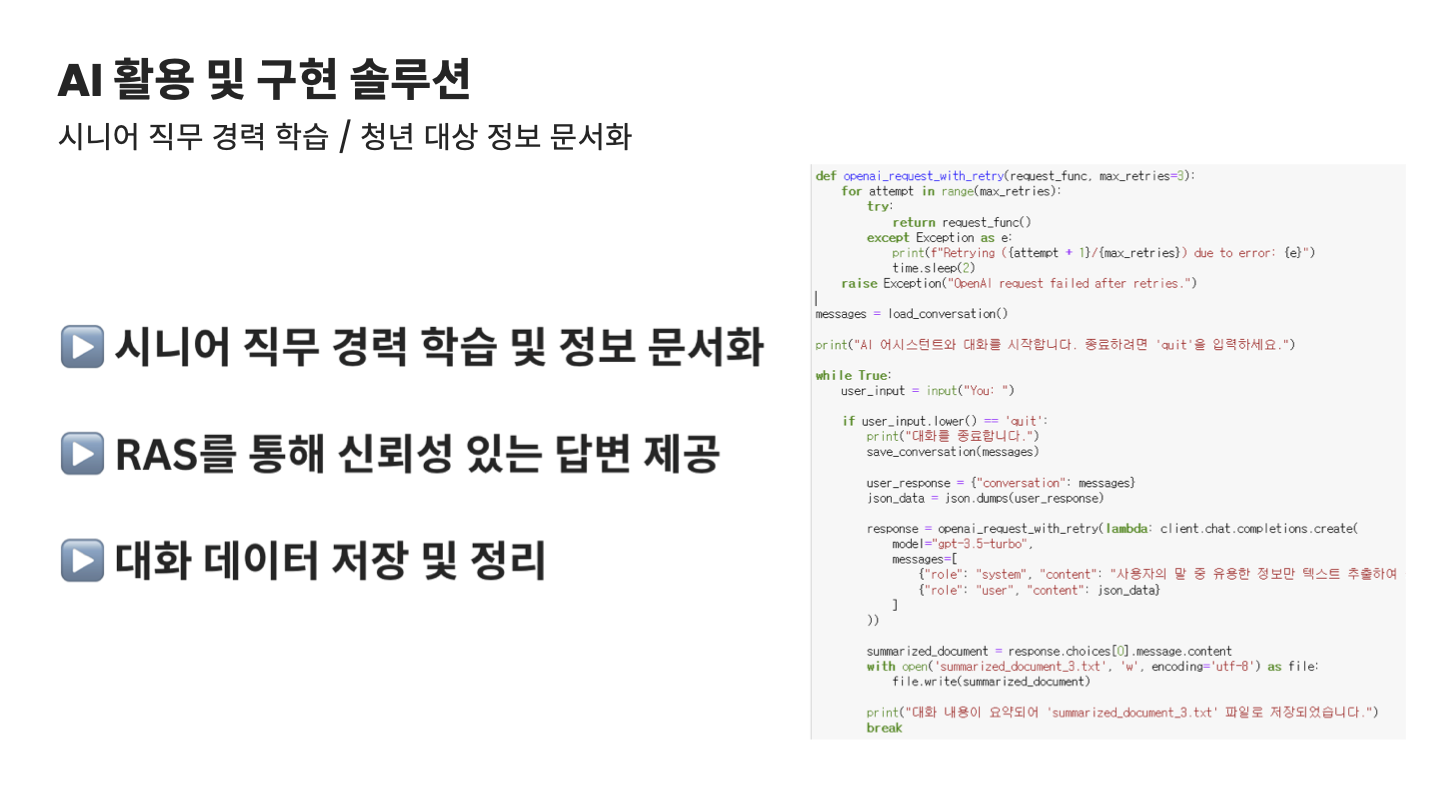 AI 활용 및 구현 솔루션
시니어 직무 경력 학습 / 청년 대상 정보 문서화
▶️ 시니어 직무 경력 학습 및 정보 문서화
▶️ RAS를 통해 신뢰성 있는 답변 제공
▶️ 대화 데이터 저장 및 정리
def openai_request_with_retry(request_func, max_retries=3):
    for attempt in range(max_retries):
        try:
            return request_func()
        except Exception as e:
            print(f"Retrying ({attempt + 1}/{max_retries}) due to error: {e}")
            time.sleep(2)
    raise Exception("OpenAI request failed after retries.")
messages = load_conversation()
print("AI 어시스턴트와 대화를 시작합니다. 종료하려면 'quit'을 입력하세요.")
while True:
    user_input = input("You: ")
    if user_input.lower() == 'quit':
        print("대화를 종료합니다.")
        save_conversation(messages)
        user_response = {"conversation": messages}
        json_data = json.dumps(user_response)
        response = openai_request_with_retry(lambda: client.chat.completions.create(
            model="gpt-3.5-turbo",
            messages=[
                {"role": "system", "content": "사용자의 말 중 유용한 정보만 텍스트 추출하여
                {"role": "user", "content": json_data}
            ]
        ))
        summarized_document = response.choices[0].message.content
        with open('summarized_document_3.txt', 'w', encoding='utf-8') as file:
            file.write(summarized_document)
        print("대화 내용이 요약되어 'summarized_document_3.txt' 파일로 저장되었습니다.")
        break